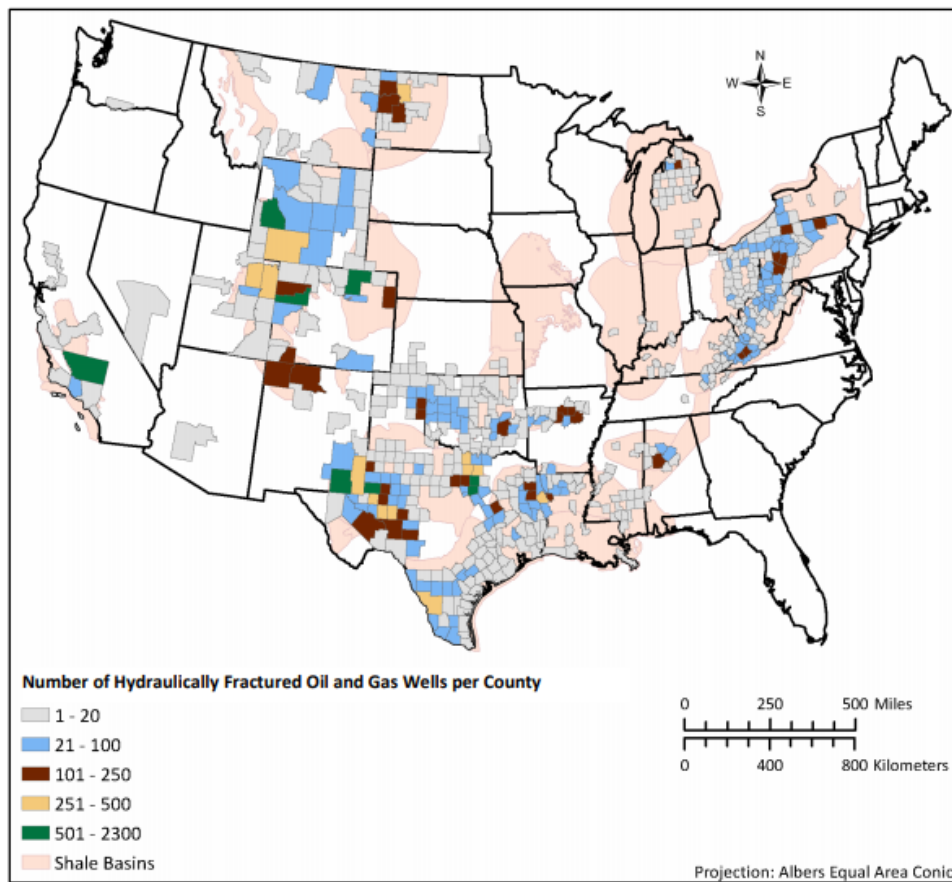 N
W E
S
Number of Hydraulically Fractured Oil and Gas Wells per County
1 - 20
21 - 100
101 - 250
251 - 500
501 - 2300
Shale Basins
0 250 500 Miles
0 400 800 Kilometers
Projection: Albers Equal Area Conic